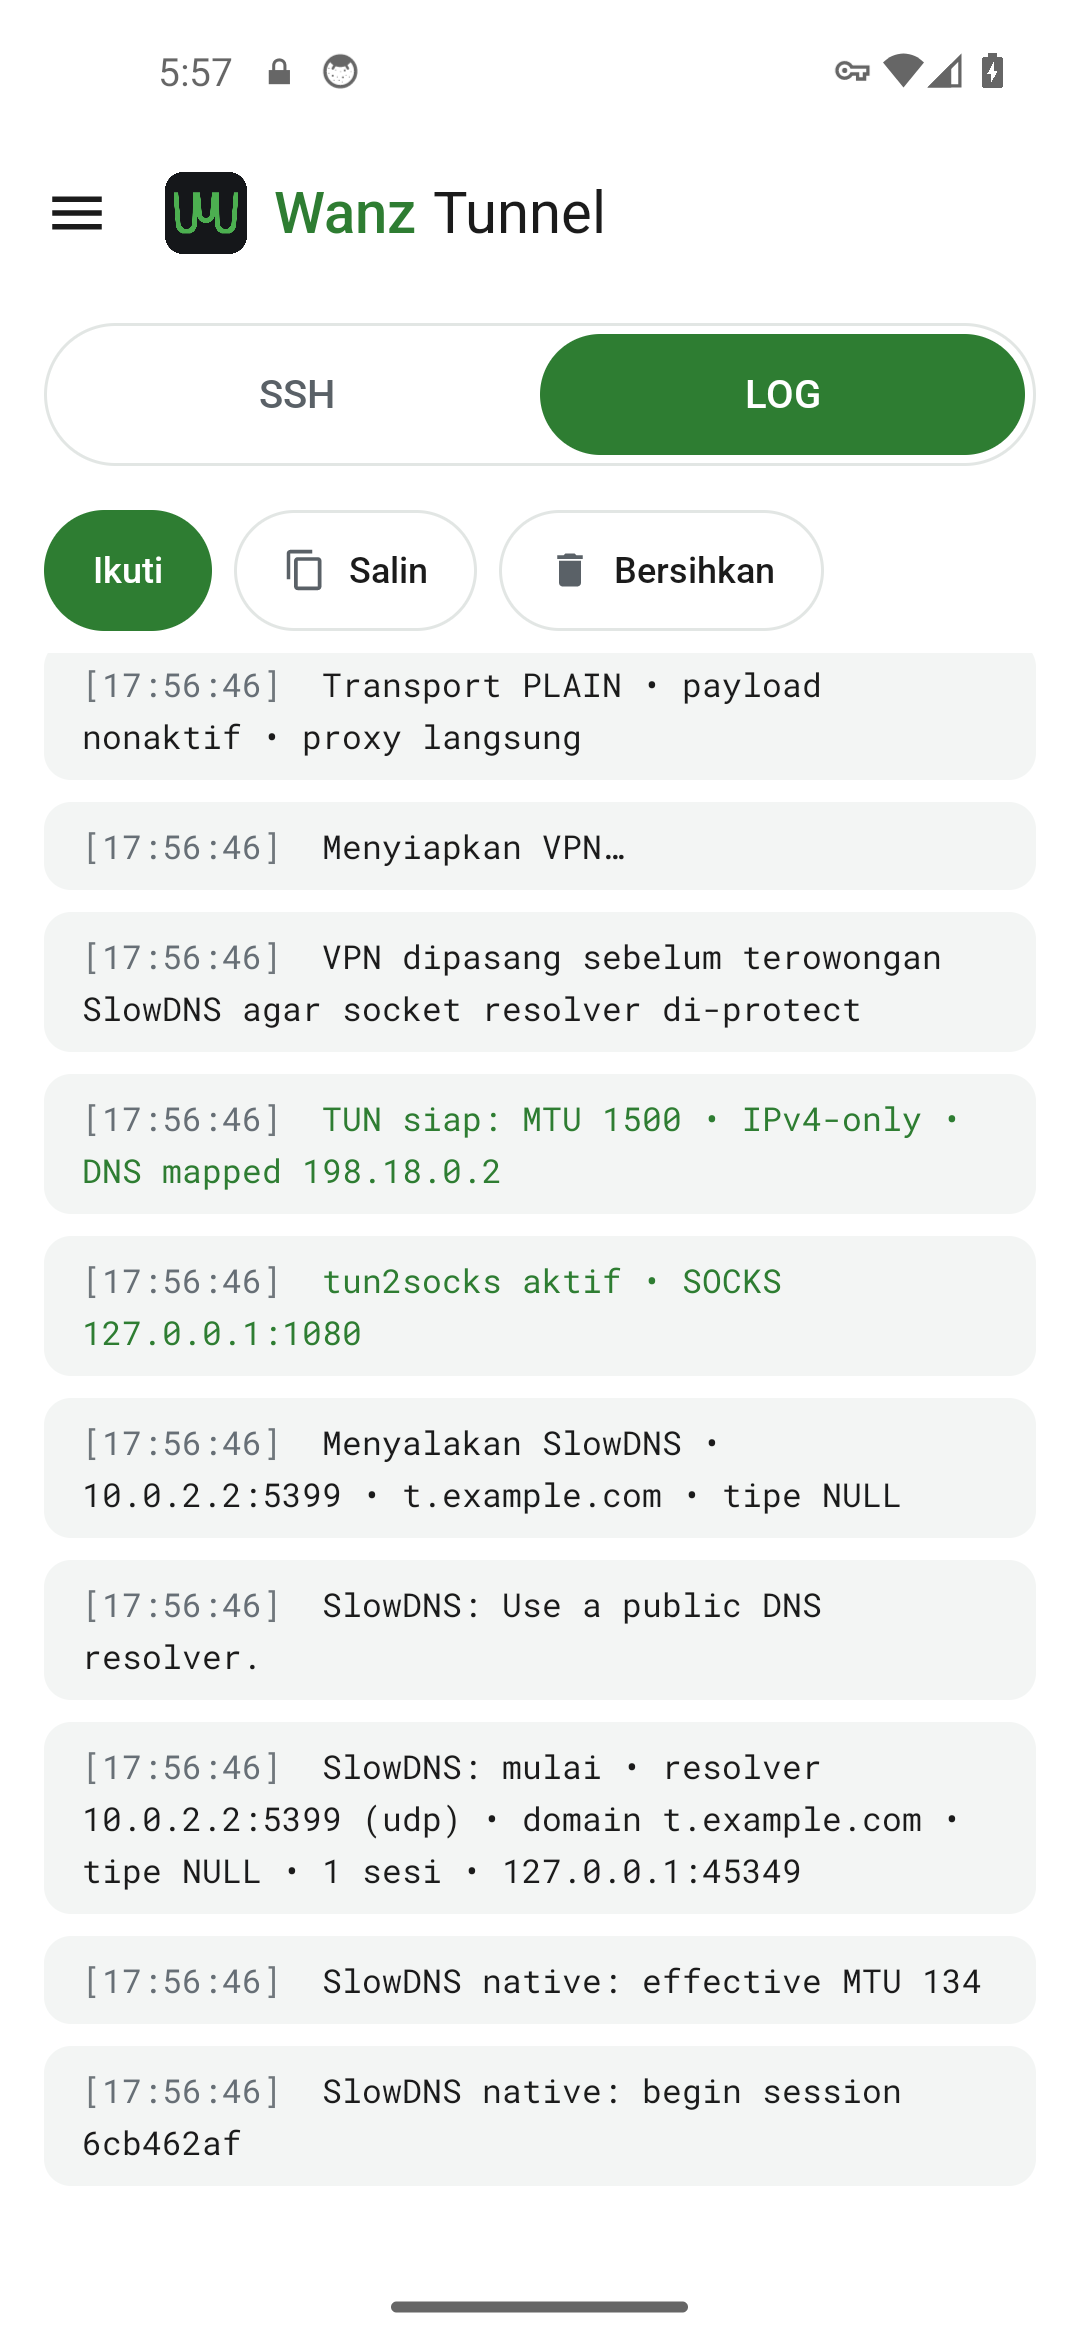 5:57
Wanz Tunnel
SSH
LOG
Ikuti
Salin
Bersihkan
[17:56:46] Transport PLAIN • payload
nonaktif • proxy langsung
[17:56:46] Menyiapkan VPN…
[17:56:46] VPN dipasang sebelum terowongan
SlowDNS agar socket resolver di-protect
[17:56:46] TUN siap: MTU 1500 • IPv4-only •
DNS mapped 198.18.0.2
[17:56:46] tun2socks aktif • SOCKS
127.0.0.1:1080
[17:56:46] Menyalakan SlowDNS •
10.0.2.2:5399 • t.example.com • tipe NULL
[17:56:46] SlowDNS: Use a public DNS
resolver.
[17:56:46] SlowDNS: mulai • resolver
10.0.2.2:5399 (udp) • domain t.example.com •
tipe NULL • 1 sesi • 127.0.0.1:45349
[17:56:46] SlowDNS native: effective MTU 134
[17:56:46] SlowDNS native: begin session
6cb462af